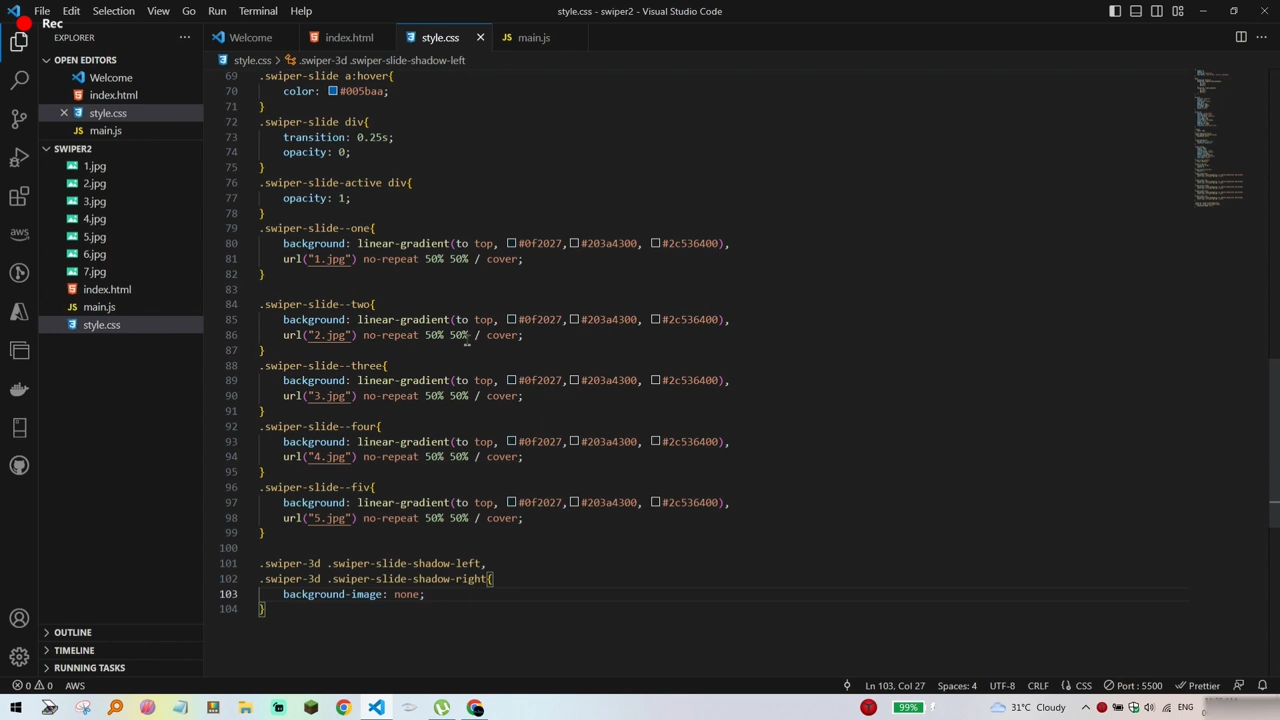 File Edit Selection View Go Run Terminal Help
style.css - swiper2 - Visual Studio Code
Rec
EXPLORER
Welcome
index.html
style.css
main.js
OPEN EDITORS
Welcome
index.html
style.css
main.js
SWIPER2
1.jpg
2.jpg
3.jpg
4.jpg
5.jpg
6.jpg
7.jpg
index.html
main.js
style.css
OUTLINE
TIMELINE
RUNNING TASKS
aws
style.css > .swiper-3d .swiper-slide-shadow-left
69 .swiper-slide a:hover{
70 color: #005baa;
71 }
72 .swiper-slide div{
73 transition: 0.25s;
74 opacity: 0;
75 }
76 .swiper-slide-active div{
77 opacity: 1;
78 }
79 .swiper-slide--one{
80 background: linear-gradient(to top, #0f2027, #203a4300, #2c536400),
81 url("1.jpg") no-repeat 50% 50% / cover;
82 }
83
84 .swiper-slide--two{
85 background: linear-gradient(to top, #0f2027, #203a4300, #2c536400),
86 url("2.jpg") no-repeat 50% 50% / cover;
87 }
88 .swiper-slide--three{
89 background: linear-gradient(to top, #0f2027, #203a4300, #2c536400),
90 url("3.jpg") no-repeat 50% 50% / cover;
91 }
92 .swiper-slide--four{
93 background: linear-gradient(to top, #0f2027, #203a4300, #2c536400),
94 url("4.jpg") no-repeat 50% 50% / cover;
95 }
96 .swiper-slide--fiv{
97 background: linear-gradient(to top, #0f2027, #203a4300, #2c536400),
98 url("5.jpg") no-repeat 50% 50% / cover;
99 }
100
101 .swiper-3d .swiper-slide-shadow-left,
102 .swiper-3d .swiper-slide-shadow-right{
103 background-image: none;
104 }
0 0 AWS
Ln 103, Col 27 Spaces: 4 UTF-8 CRLF CSS Port : 5500 Prettier
99% 31°C Cloudy ENG